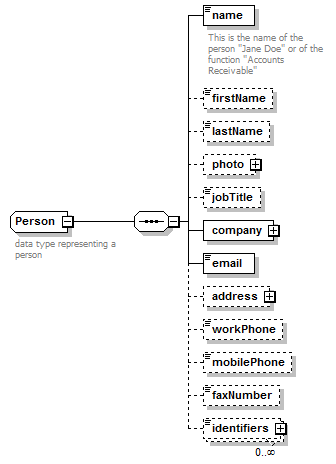 name
This is the name of the
person "Jane Doe" or of the
function "Accounts
Receivable"
firstName
lastName
photo
jobTitle
Person
company
data type representing a
person
email
address
workPhone
mobilePhone
faxNumber
identifiers
0..∞